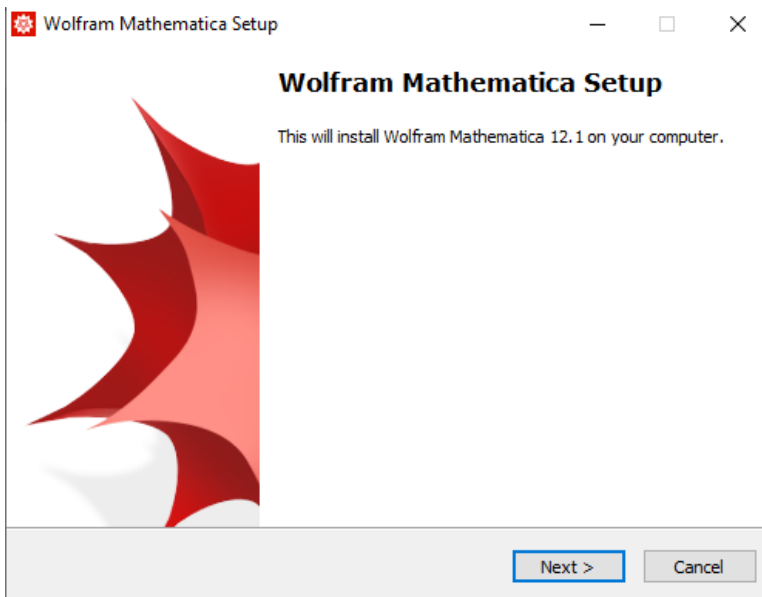 Wolfram Mathematica Setup
Wolfram Mathematica Setup
This will install Wolfram Mathematica 12.1 on your computer.
Next >
Cancel